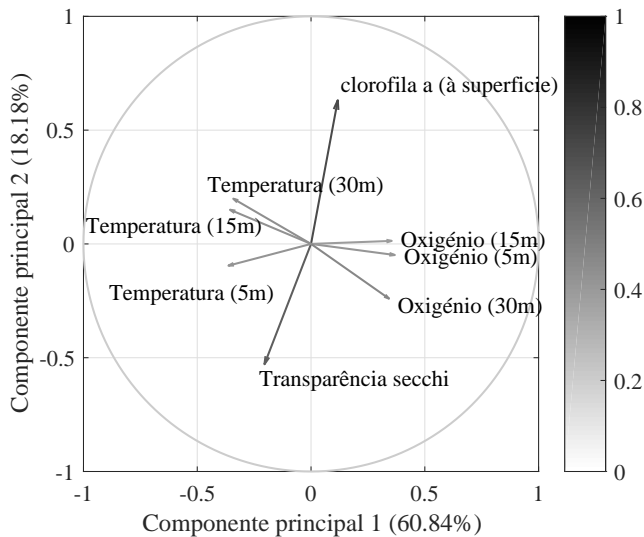 1
0.5
0
-0.5
-1
-1
-0.5
0
0.5
1
Componente principal 2 (18.18%)
Componente principal 1 (60.84%)
clorofila a (à superficie)
Temperatura (30m)
Temperatura (15m)
Temperatura (5m)
Oxigénio (15m)
Oxigénio (5m)
Oxigénio (30m)
Transparência secchi
1
0.8
0.6
0.4
0.2
0